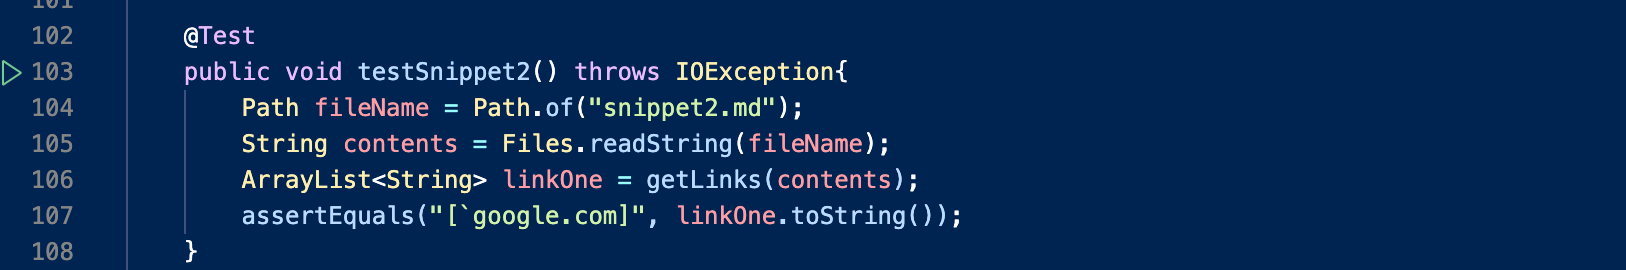 101
102 @Test
103 public void testSnippet2() throws IOException{
104 Path fileName = Path.of("snippet2.md");
105 String contents = Files.readString(fileName);
106 ArrayList<String> linkOne = getLinks(contents);
107 assertEquals("[`google.com]", linkOne.toString());
108 }